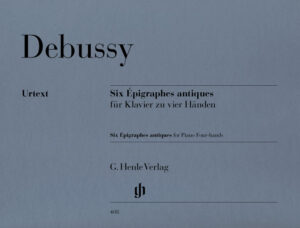 Debussy
Urtext
Six Épigraphes antiques
für Klavier zu vier Händen
Six Épigraphes antiques for Piano Four-hands
G. Henle Verlag